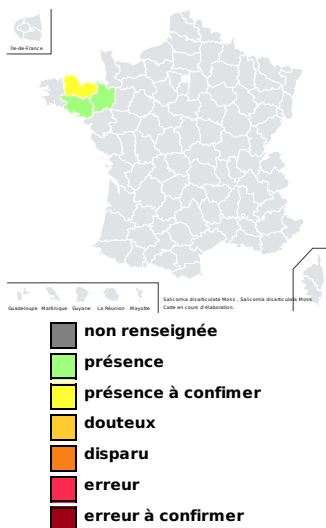 Île-de-France
Guadeloupe Martinique Guyane La Réunion Mayotte
Salicornia disarticulata Moss , Salicornia disarticulata Moss
Carte en cours d'élaboration.
non renseignée
présence
présence à confimer
douteux
disparu
erreur
erreur à confirmer